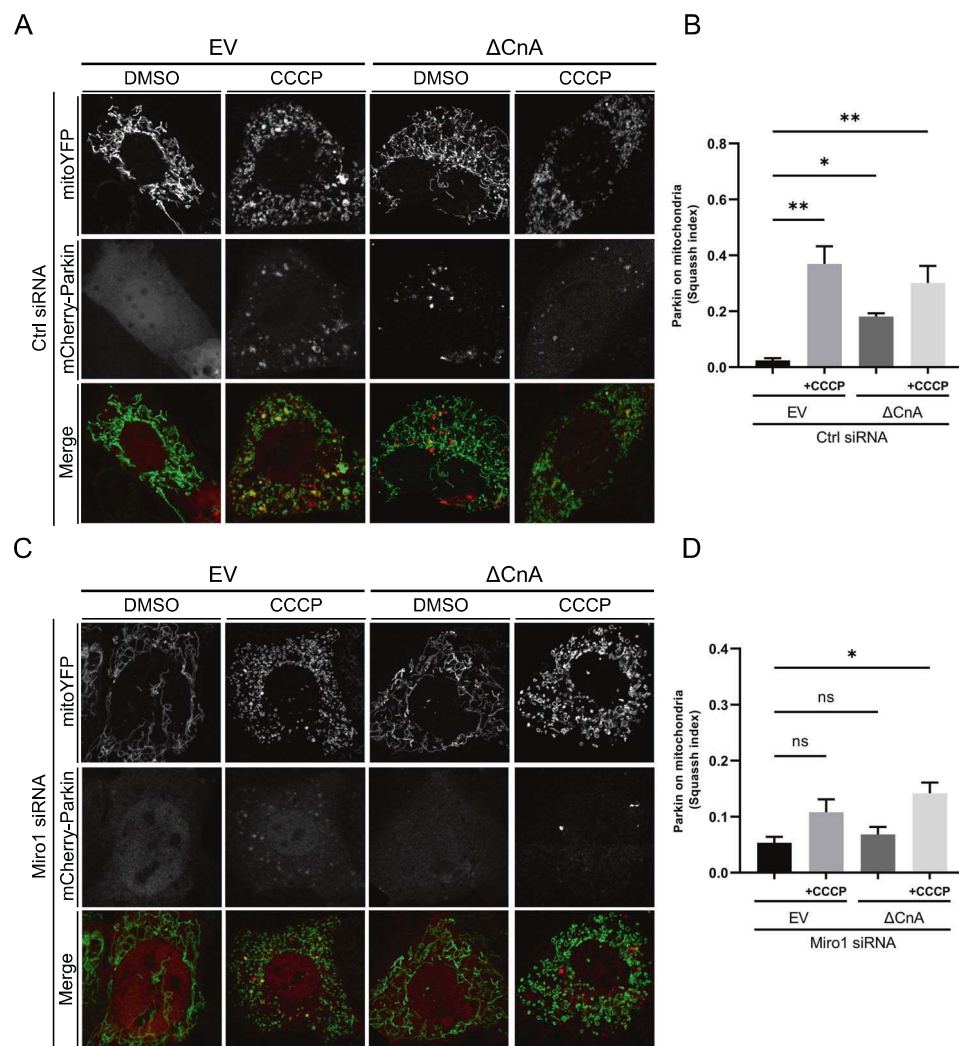 A
EV
ΔCnA
DMSO
CCCP
DMSO
CCCP
Ctrl siRNA
mitoYFP
mCherry-Parkin
Merge
B
Parkin on mitochondria
(Squassh index)
0.8
0.6
0.4
0.2
0.0
**
*
**
+CCCP
+CCCP
EV
ΔCnA
Ctrl siRNA
C
EV
ΔCnA
DMSO
CCCP
DMSO
CCCP
Miro1 siRNA
mitoYFP
mCherry-Parkin
Merge
D
Parkin on mitochondria
(Squassh index)
0.4
0.3
0.2
0.1
0.0
*
ns
ns
+CCCP
+CCCP
EV
ΔCnA
Miro1 siRNA